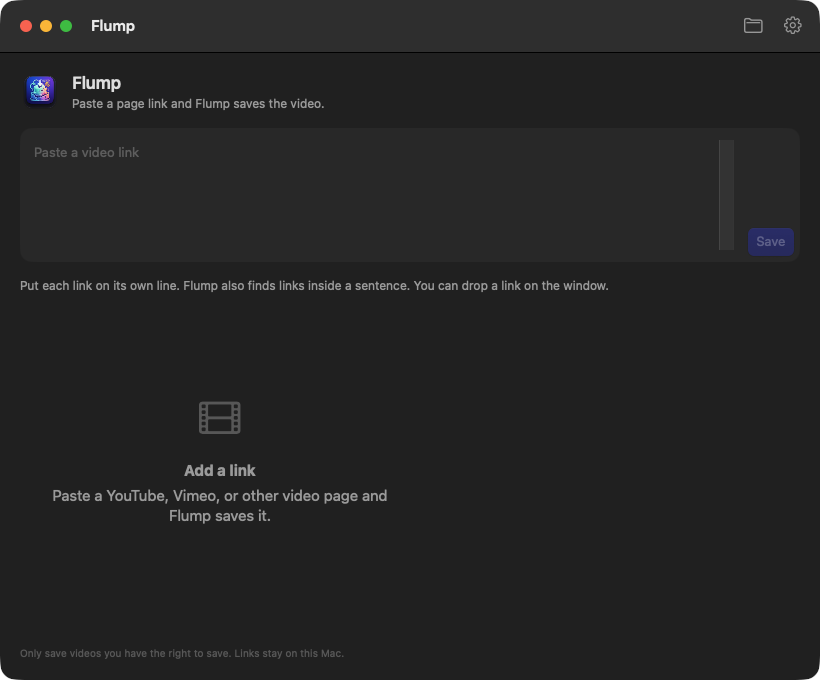 Flump
Flump
Paste a page link and Flump saves the video.
Paste a video link
Save
Put each link on its own line. Flump also finds links inside a sentence. You can drop a link on the window.
Add a link
Paste a YouTube, Vimeo, or other video page and
Flump saves it.
Only save videos you have the right to save. Links stay on this Mac.